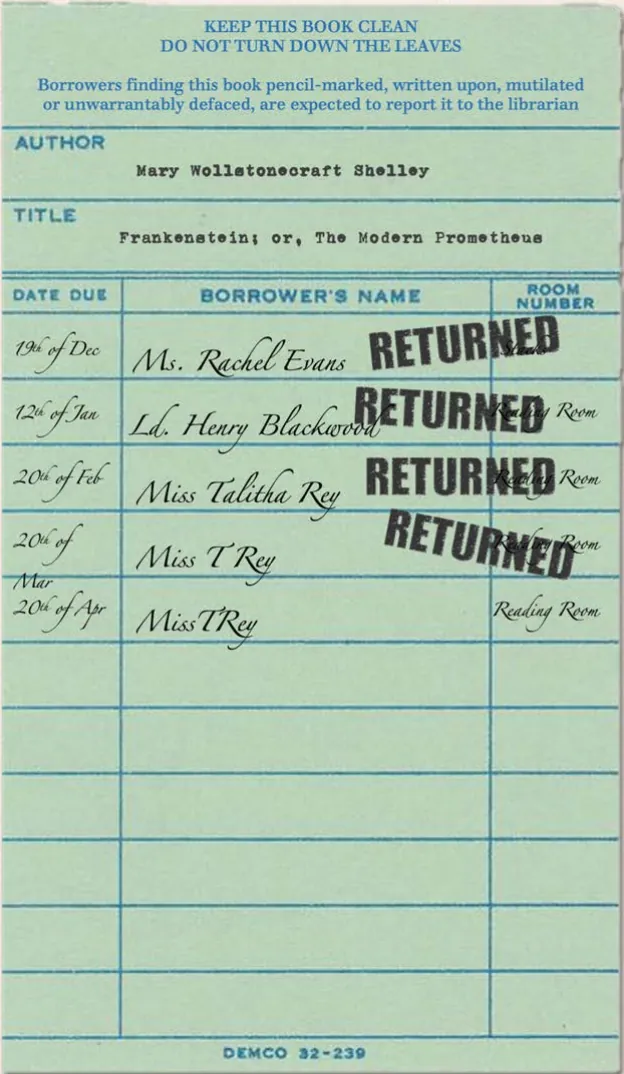 KEEP THIS BOOK CLEAN
DO NOT TURN DOWN THE LEAVES
Borrowers finding this book pencil-marked, written upon, mutilated
or unwarrantably defaced, are expected to report it to the librarian
AUTHOR
Mary Wollstonecraft Shelley
TITLE
Frankenstein; or, The Modern Prometheus
DATE DUE BORROWER'S NAME ROOM NUMBER
19th of Dec Ms. Rachel Evans RETURNED Stacks
12th of Jan Ld. Henry Blackwood RETURNED Reading Room
20th of Feb Miss Talitha Rey RETURNED Reading Room
20th of Mar Miss T Rey RETURNED Reading Room
20th of Apr MissTRey Reading Room
DEMCO 32-239